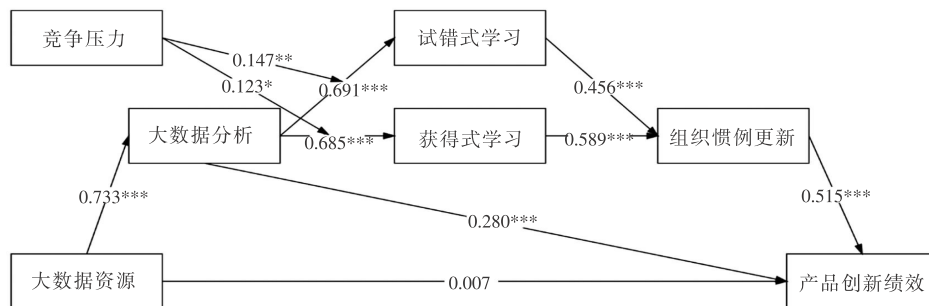 竞争压力
试错式学习
0.147**
0.123*
0.691***
0.456***
大数据分析
0.685***
获得式学习
0.589***
组织惯例更新
0.733***
0.515***
0.280***
大数据资源
0.007
产品创新绩效